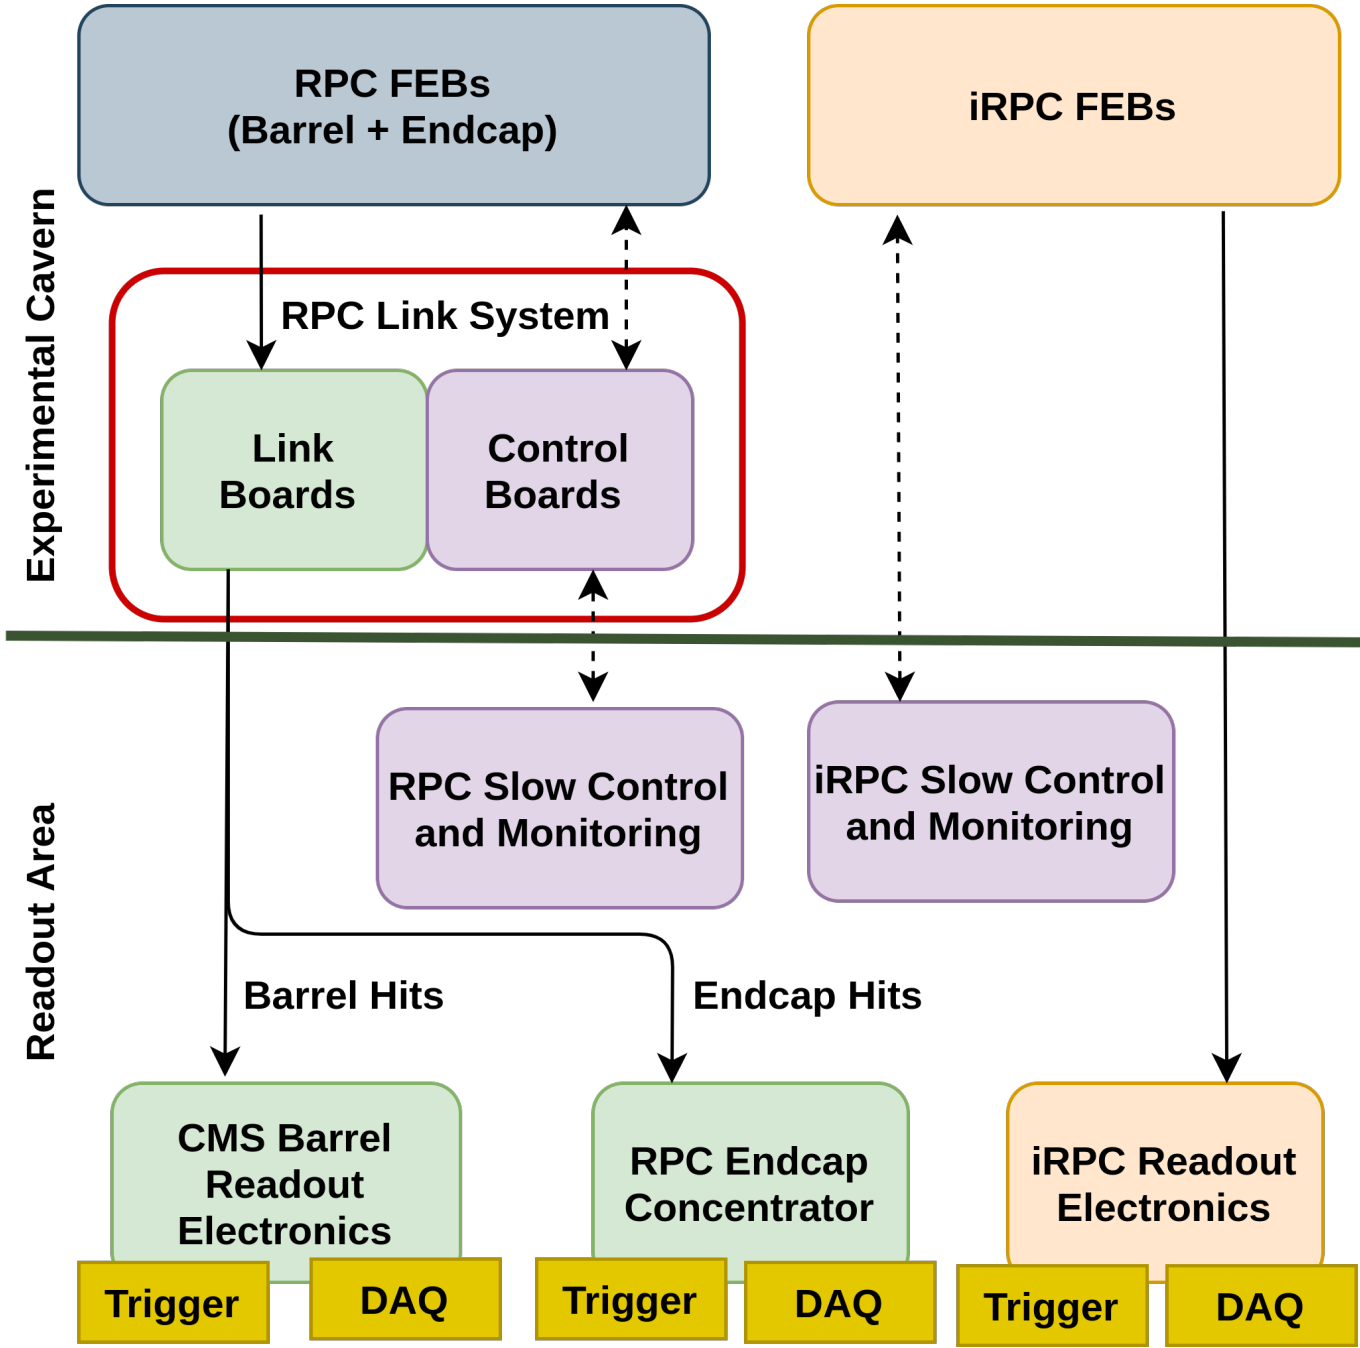 RPC FEBs
(Barrel + Endcap)
iRPC FEBs
Experimental Cavern
RPC Link System
Link
Boards
Control
Boards
Readout Area
RPC Slow Control
and Monitoring
iRPC Slow Control
and Monitoring
Barrel Hits
Endcap Hits
CMS Barrel
Readout
Electronics
RPC Endcap
Concentrator
iRPC Readout
Electronics
Trigger
DAQ
Trigger
DAQ
Trigger
DAQ